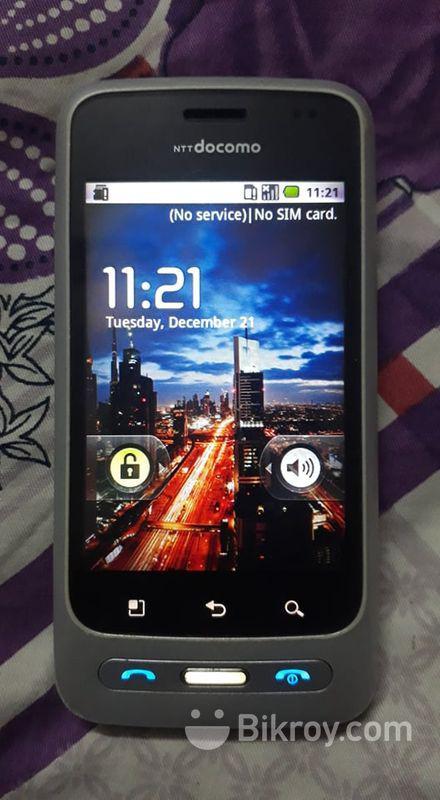 NTT docomo
11:21
(No service)|No SIM card.
11:21
Tuesday, December 21
Bikroy.com